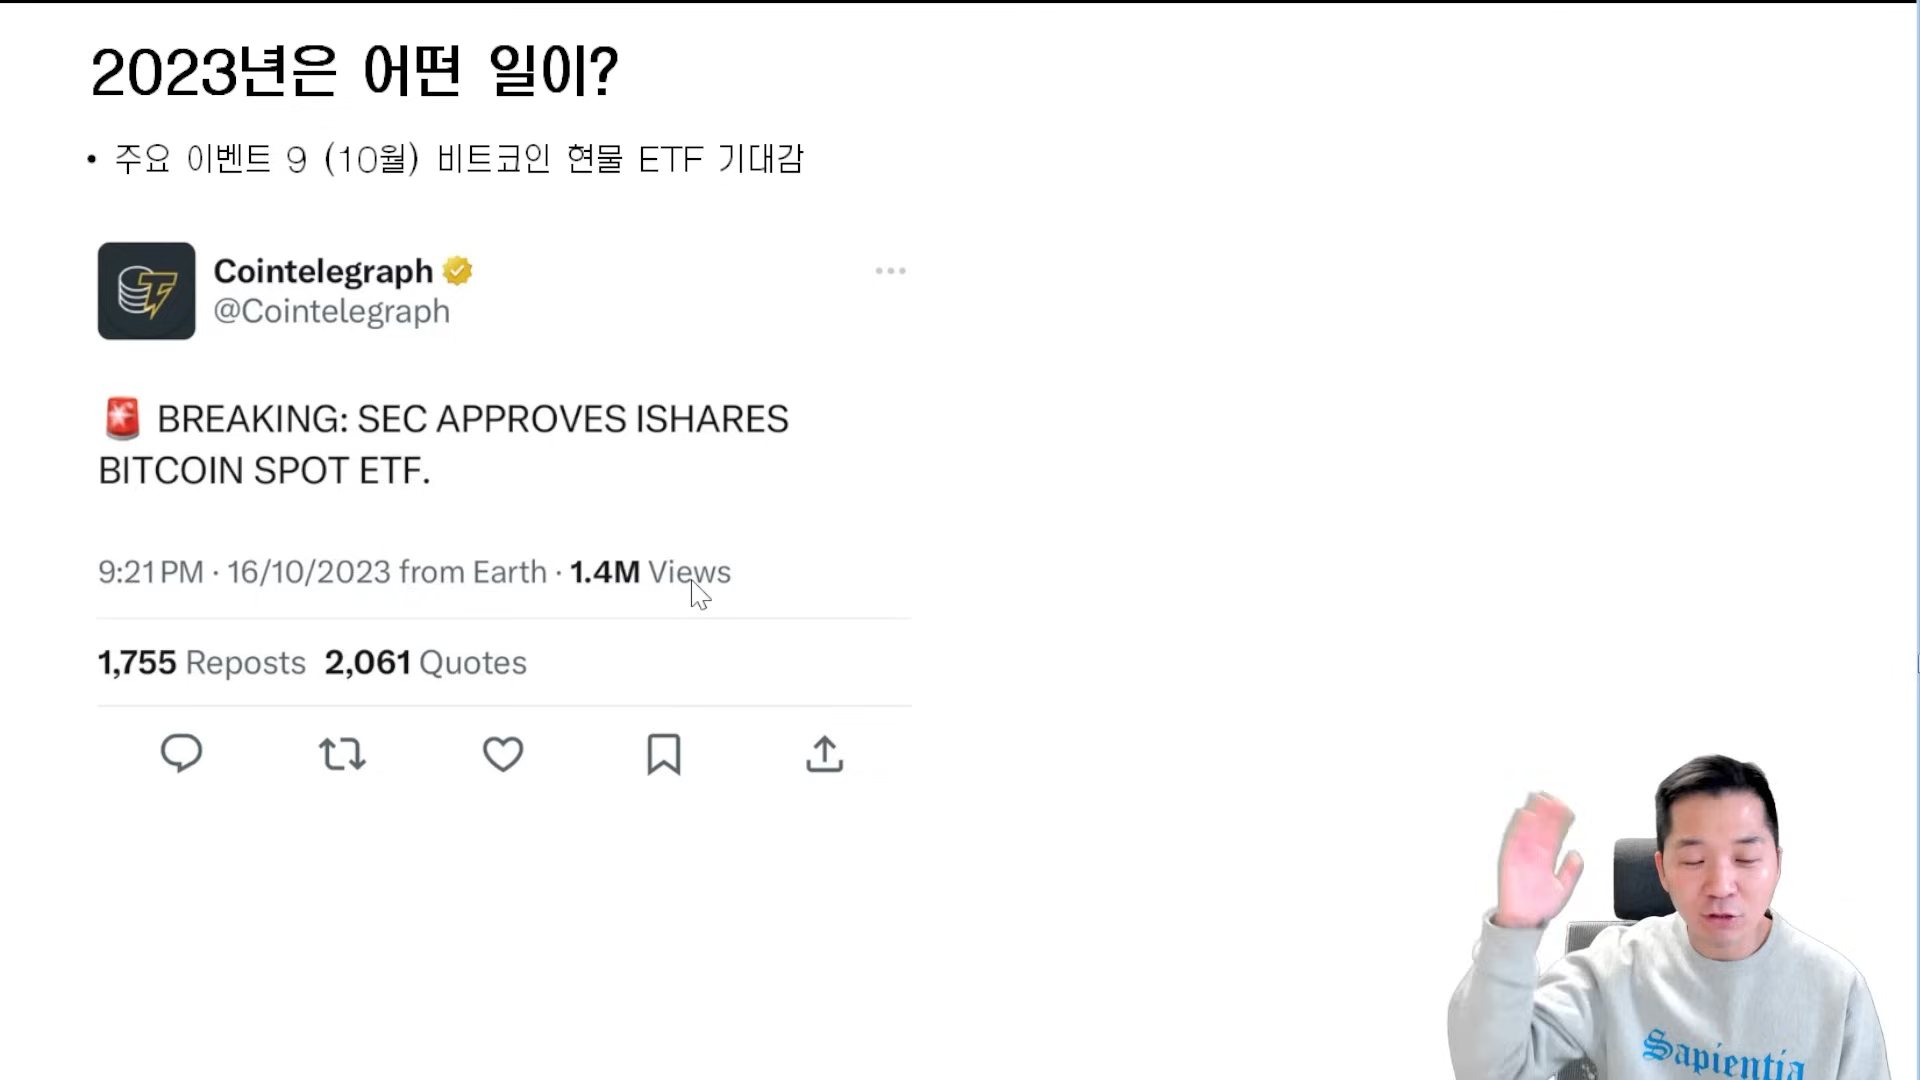 2023년은 어떤 일이?
• 주요 이벤트 9 (10월) 비트코인 현물 ETF 기대감
Cointelegraph
@Cointelegraph
BREAKING: SEC APPROVES ISHARES
BITCOIN SPOT ETF.
9:21 PM · 16/10/2023 from Earth · 1.4M Views
1,755 Reposts 2,061 Quotes
Sapientia